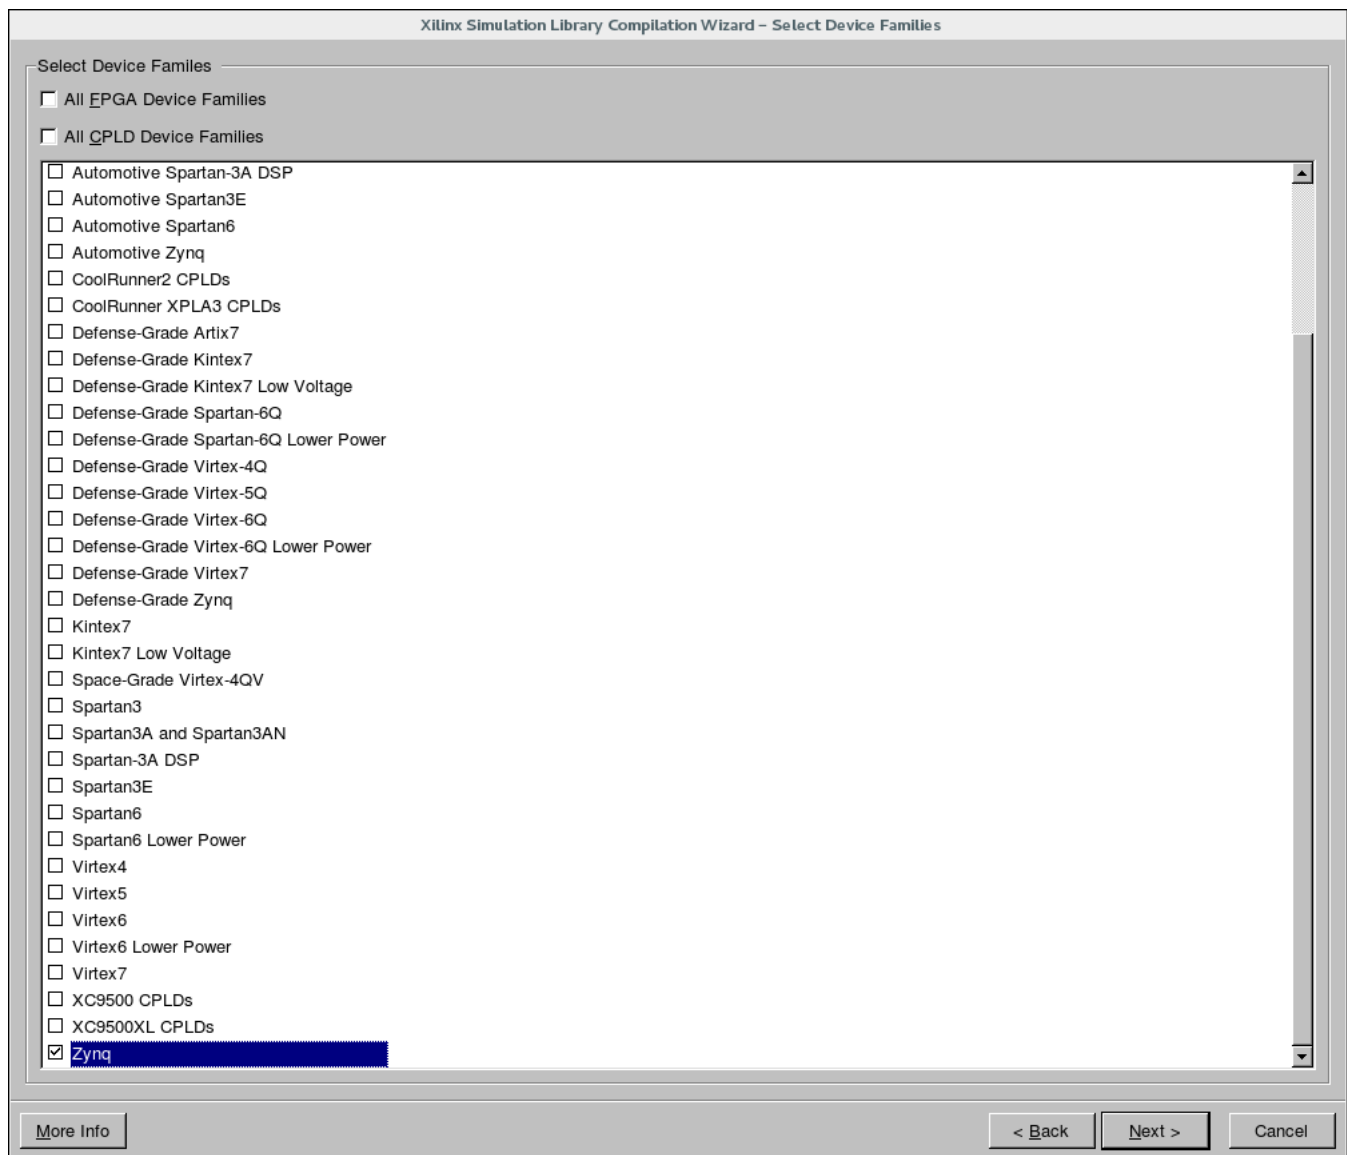 Xilinx Simulation Library Compilation Wizard – Select Device Families
Select Device Familes
All FPGA Device Families
All CPLD Device Families
Automotive Spartan-3A DSP
Automotive Spartan3E
Automotive Spartan6
Automotive Zynq
CoolRunner2 CPLDs
CoolRunner XPLA3 CPLDs
Defense-Grade Artix7
Defense-Grade Kintex7
Defense-Grade Kintex7 Low Voltage
Defense-Grade Spartan-6Q
Defense-Grade Spartan-6Q Lower Power
Defense-Grade Virtex-4Q
Defense-Grade Virtex-5Q
Defense-Grade Virtex-6Q
Defense-Grade Virtex-6Q Lower Power
Defense-Grade Virtex7
Defense-Grade Zynq
Kintex7
Kintex7 Low Voltage
Space-Grade Virtex-4QV
Spartan3
Spartan3A and Spartan3AN
Spartan-3A DSP
Spartan3E
Spartan6
Spartan6 Lower Power
Virtex4
Virtex5
Virtex6
Virtex6 Lower Power
Virtex7
XC9500 CPLDs
XC9500XL CPLDs
Zynq
More Info < Back Next > Cancel